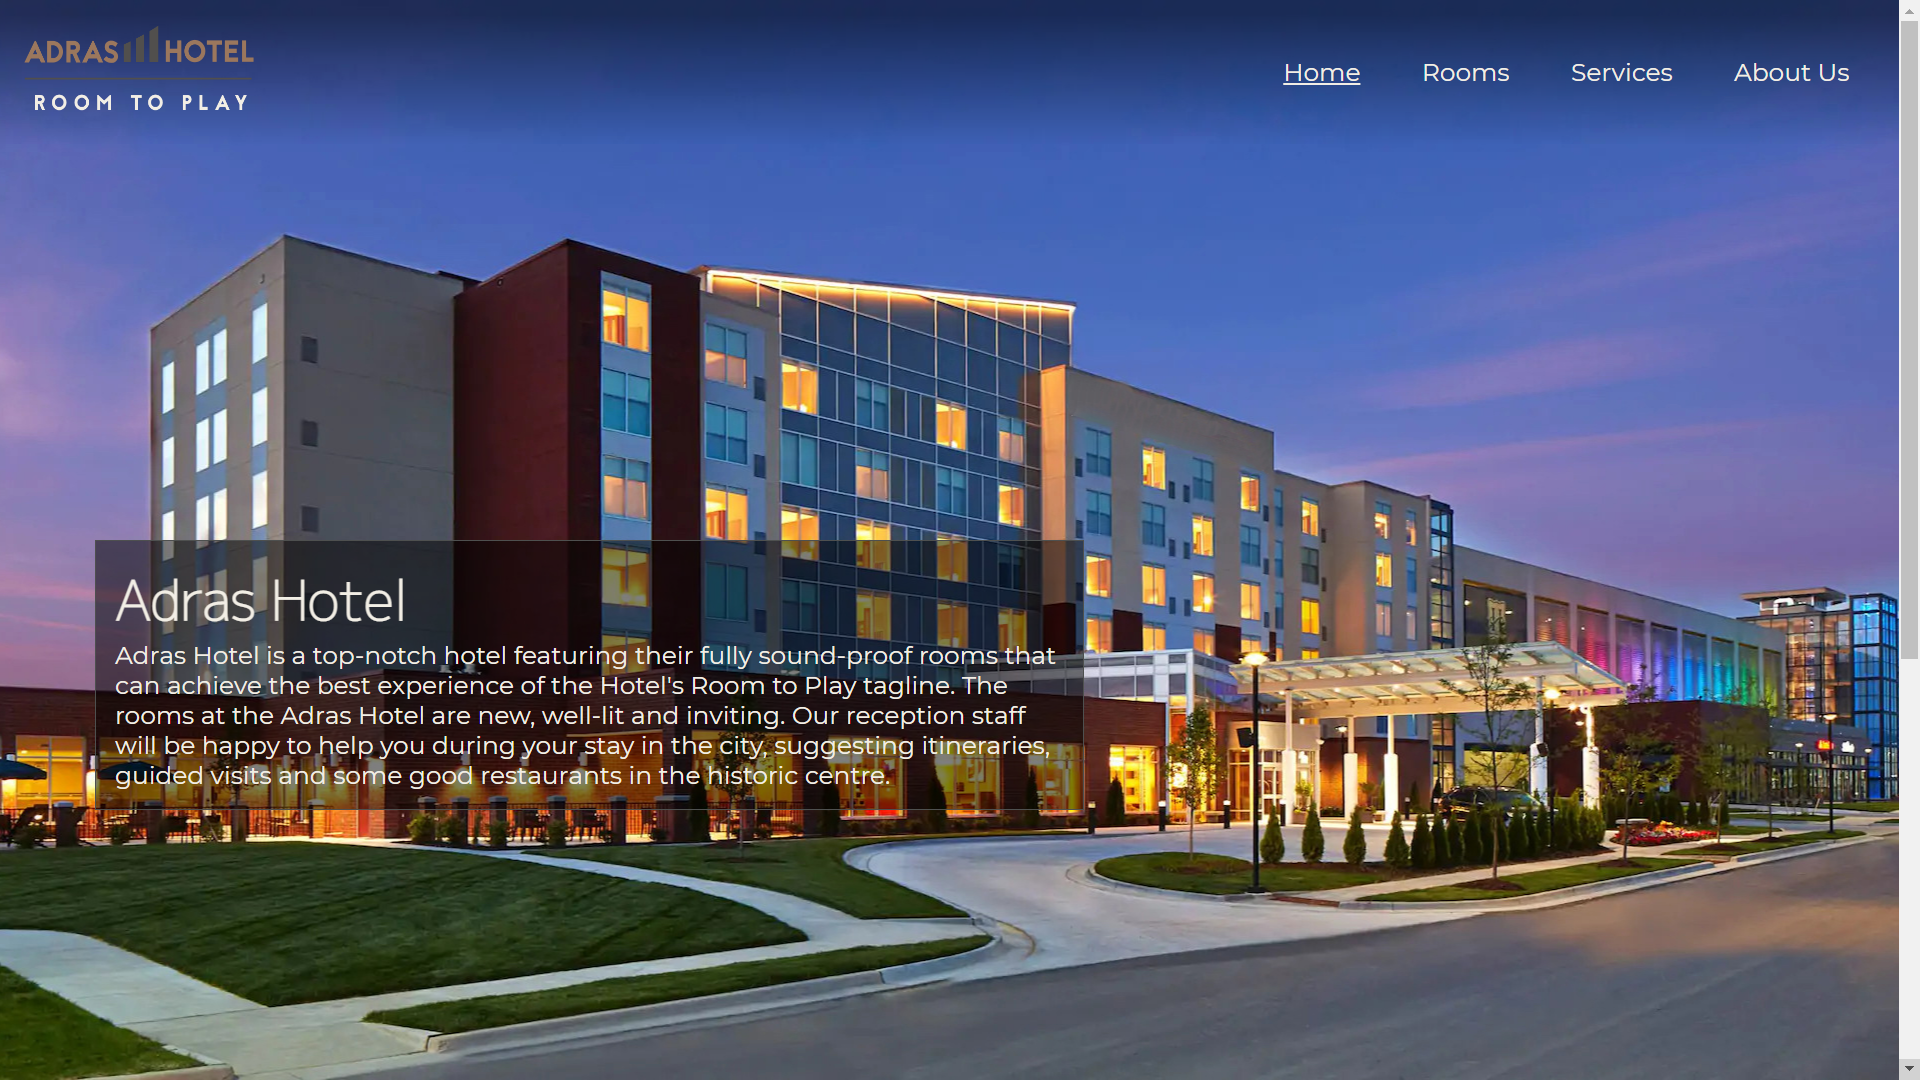 ADRAS HOTEL
ROOM TO PLAY
Home Rooms Services About Us
Adras Hotel
Adras Hotel is a top-notch hotel featuring their fully sound-proof rooms that
can achieve the best experience of the Hotel's Room to Play tagline. The
rooms at the Adras Hotel are new, well-lit and inviting. Our reception staff
will be happy to help you during your stay in the city, suggesting itineraries,
guided visits and some good restaurants in the historic centre.